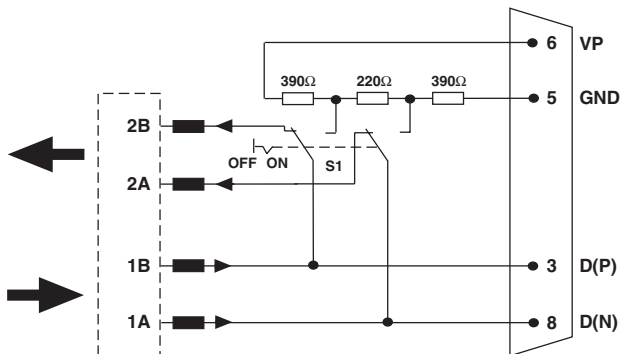 6 VP
390Ω 220Ω 390Ω
5 GND
2B
OFF ON S1
2A
1B
3 D(P)
1A
8 D(N)